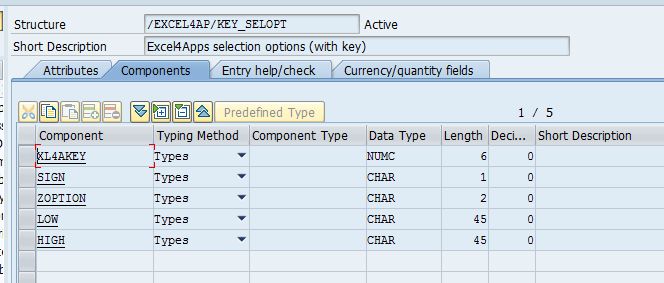 Structure /EXCEL4AP/KEY_SELOPT Active
Short Description Excel4Apps selection options (with key)
Attributes Components Entry help/check Currency/quantity fields
Predefined Type 1 / 5
Component Typing Method Component Type Data Type Length Deci... Short Description
XL4AKEY Types NUMC 6 0
SIGN Types CHAR 1 0
ZOPTION Types CHAR 2 0
LOW Types CHAR 45 0
HIGH Types CHAR 45 0